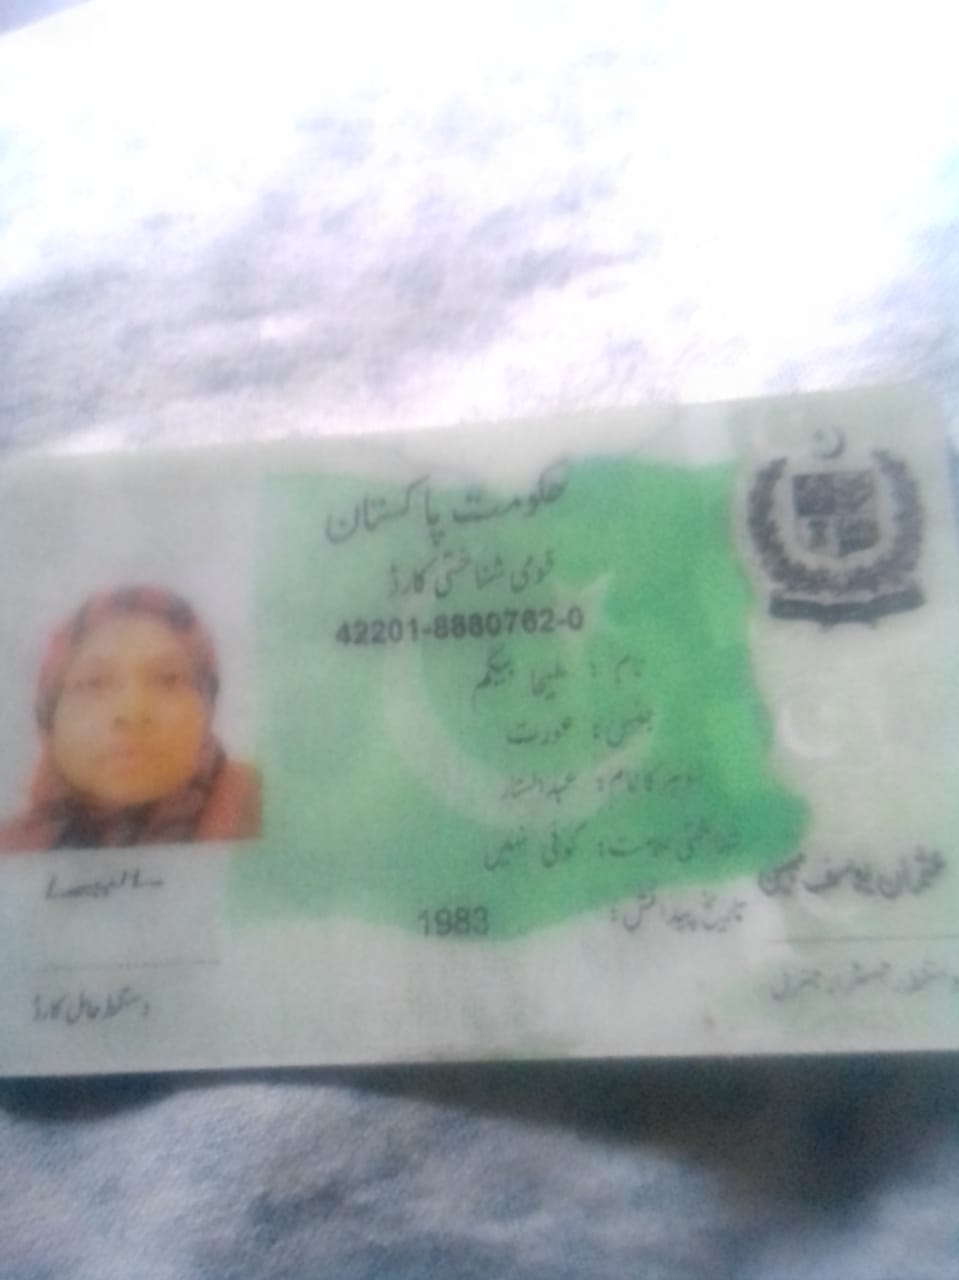 حکومت پاکستان
قومی شناختی کارڈ
42201-8880762-0
نام : ملیحا بیگم
جنس : عورت
شوہر کا نام : عبدالستار
شناختی علامت : کوئی نہیں
تاریخ پیدائش : 1983
عثمان یوسف مبین
دستخط رجسٹرار جنرل
دستخط حامل کارڈ